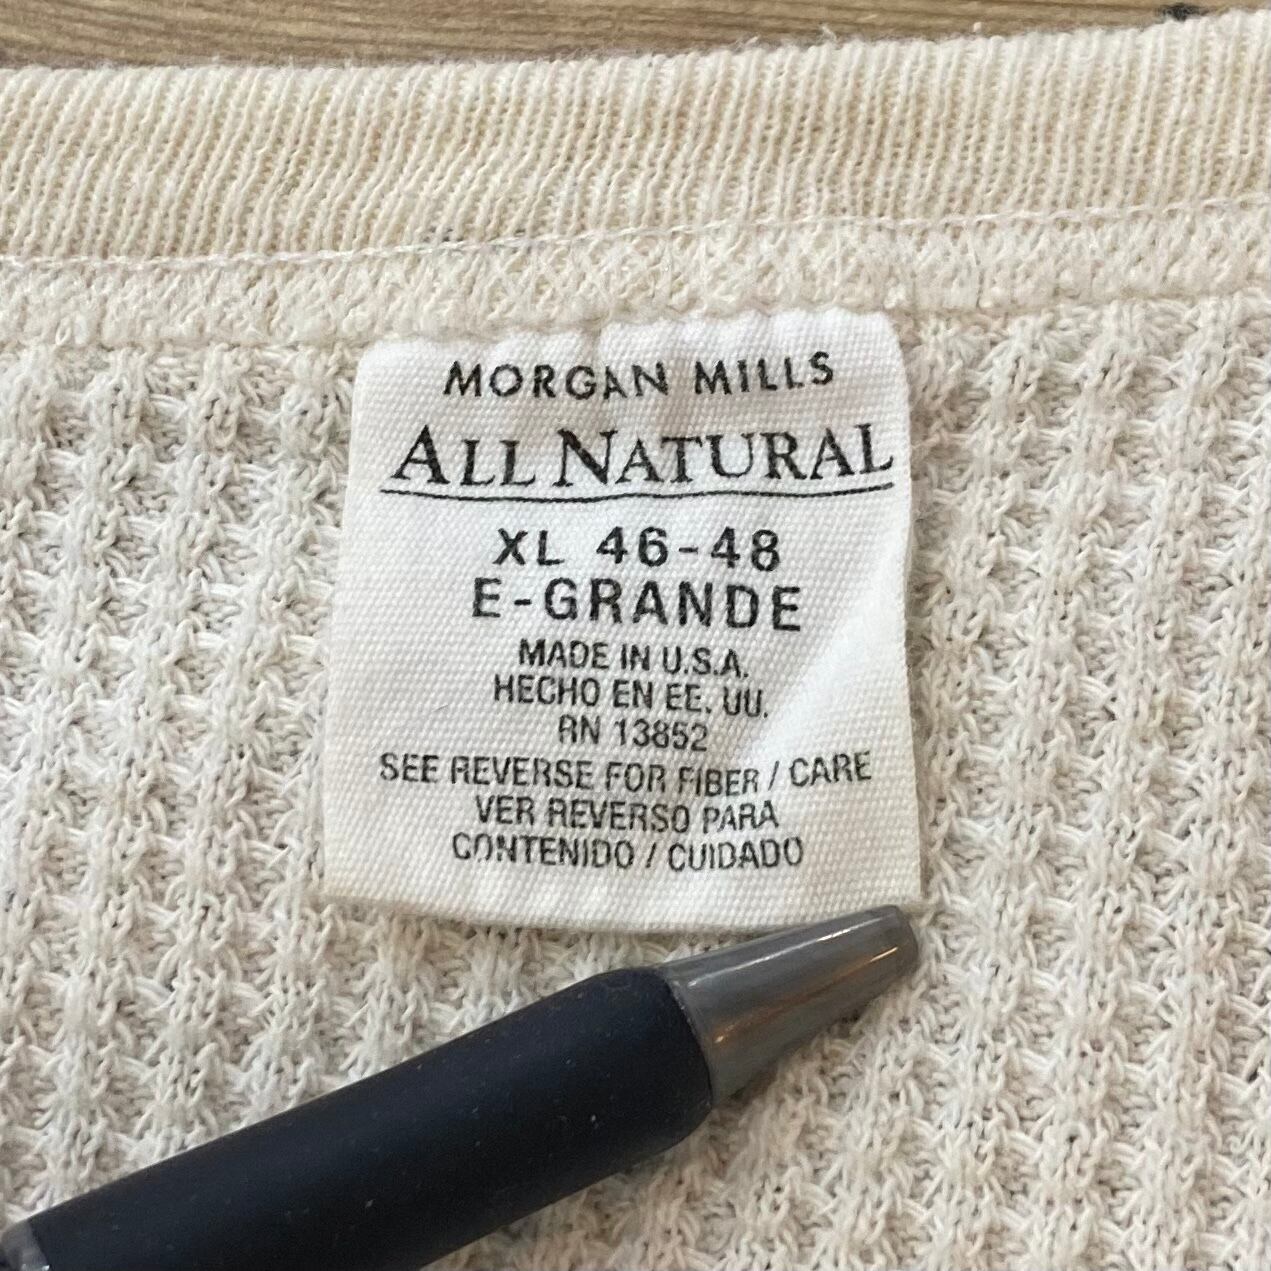 MORGAN MILLS
ALL NATURAL
XL 46-48
E-GRANDE
MADE IN U.S.A.
HECHO EN EE. UU.
RN 13852
SEE REVERSE FOR FIBER / CARE
VER REVERSO PARA
CONTENIDO / CUIDADO